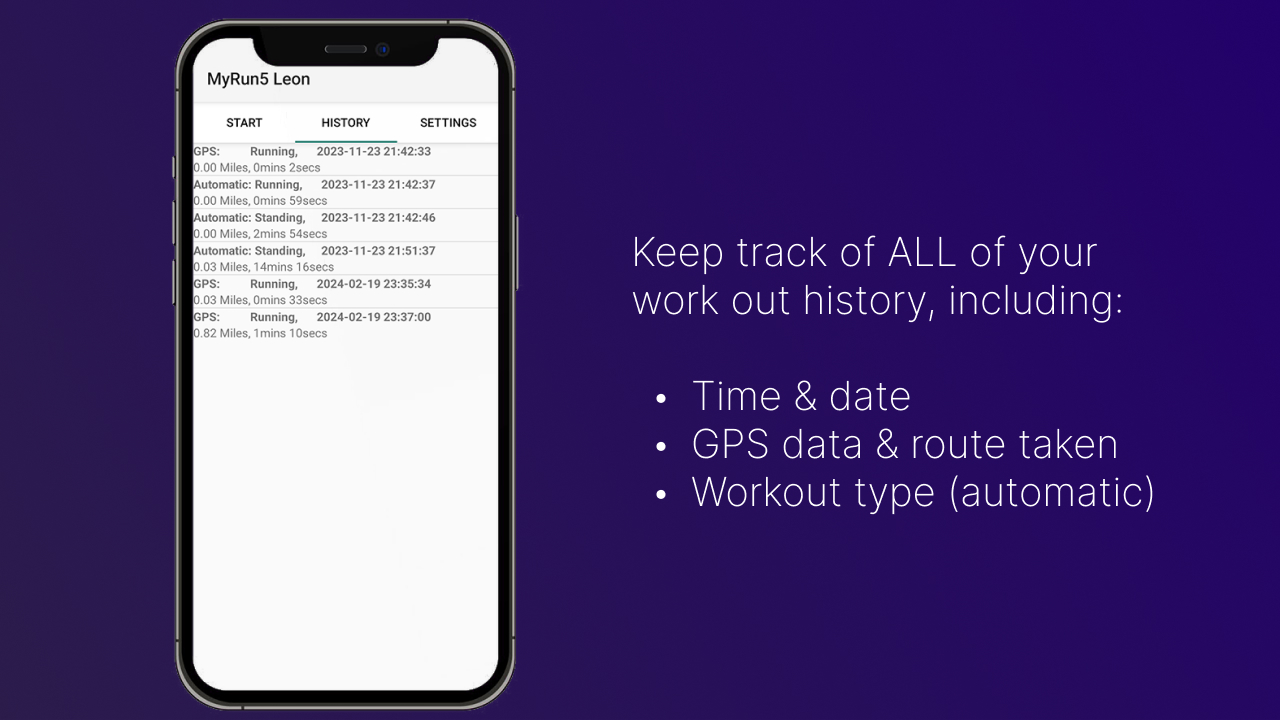 MyRun5 Leon
START HISTORY SETTINGS
GPS: Running, 2023-11-23 21:42:33
0.00 Miles, 0mins 2secs
Automatic: Running, 2023-11-23 21:42:37
0.00 Miles, 0mins 59secs
Automatic: Standing, 2023-11-23 21:42:46
0.00 Miles, 2mins 54secs
Automatic: Standing, 2023-11-23 21:51:37
0.03 Miles, 14mins 16secs
GPS: Running, 2024-02-19 23:35:34
0.03 Miles, 0mins 33secs
GPS: Running, 2024-02-19 23:37:00
0.82 Miles, 1mins 10secs
Keep track of ALL of your
work out history, including:
• Time & date
• GPS data & route taken
• Workout type (automatic)